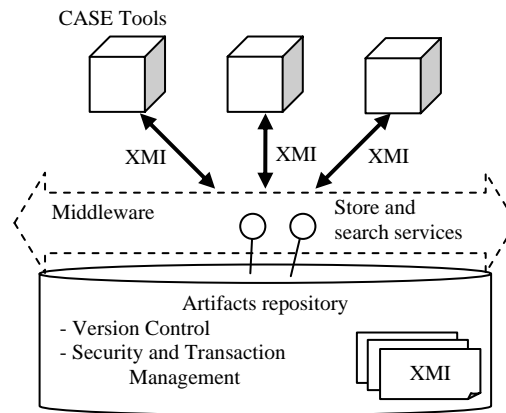 CASE Tools
XMI
XMI
XMI
Middleware
Store and
search services
Artifacts repository
- Version Control
- Security and Transaction
Management
XMI